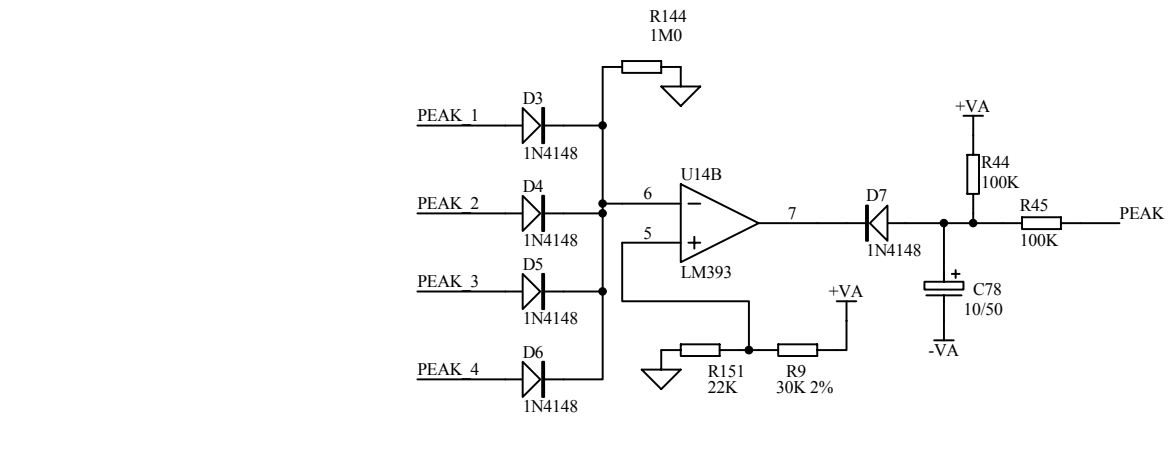 R144
1M0
D3
PEAK_1
1N4148
D4
PEAK_2
1N4148
D5
PEAK_3
1N4148
D6
PEAK_4
1N4148
U14B
6
5
7
LM393
D7
1N4148
+VA
R44
100K
R45
100K
PEAK
C78
10/50
-VA
+VA
R151
22K
R9
30K 2%